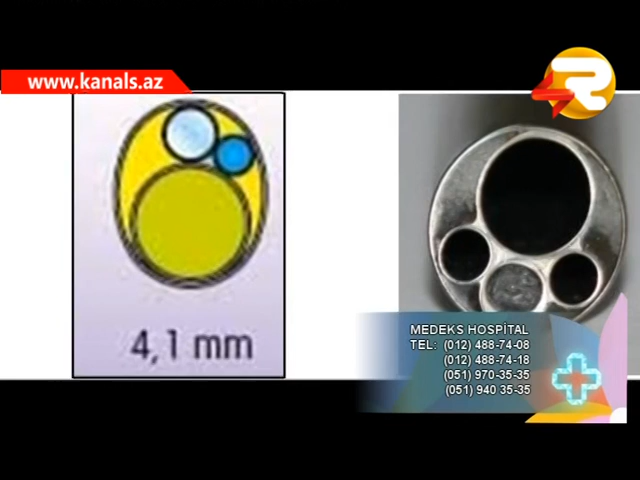 www.kanals.az
4,1 mm
MEDEKS HOSPİTAL
TEL: (012) 488-74-08
(012) 488-74-18
(051) 970-35-35
(051) 940 35-35